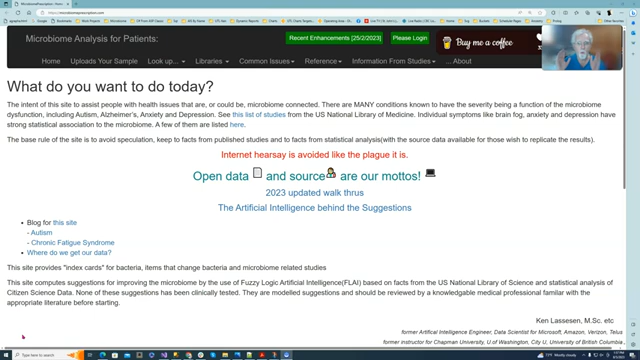 microbiomeprescription.com
Microbiome Analysis for Patients:
Recent Enhancements [25/2/2023]
Please Login
Buy me a coffee
Home Uploads Your Sample Look up... Libraries Common Issues Reference Information From Studies ... About
What do you want to do today?
The intent of this site to assist people with health issues that are, or could be, microbiome connected. There are MANY conditions known to have the severity being a function of the microbiome
dysfunction, including Autism, Alzheimer's, Anxiety and Depression. See this list of studies from the US National Library of Medicine. Individual symptoms like brain fog, anxiety and depression have
strong statistical association to the microbiome. A few of them are listed here.
The base rule of the site is to avoid speculation, keep to facts from published studies and to facts from statistical analysis(with the source data available for those wish to replicate the results).
Internet hearsay is avoided like the plague it is.
Open data and source are our mottos!
2023 updated walk thrus
The Artificial Intelligence behind the Suggestions
Blog for this site
Autism
Chronic Fatigue Syndrome
Where do we get our data?
This site provides "index cards" for bacteria, items that change bacteria and microbiome related studies
This site computes suggestions for improving the microbiome by the use of Fuzzy Logic Artificial Intelligence(FLAI) based on facts from the US National Library of Science and statistical analysis of
Citizen Science Data. None of these suggestions has been clinically tested. They are modelled suggestions and should be reviewed by a knowledgable medical professional familar with the
appropriate literature before starting.
Ken Lassesen, M.Sc. etc
former Artifical Intelligence Engineer, Data Scientist for Microsoft, Amazon, Verizon, Telus
former instructor for Chapman University, U of Washington, City U, University of British Columbia ,
Type here to search